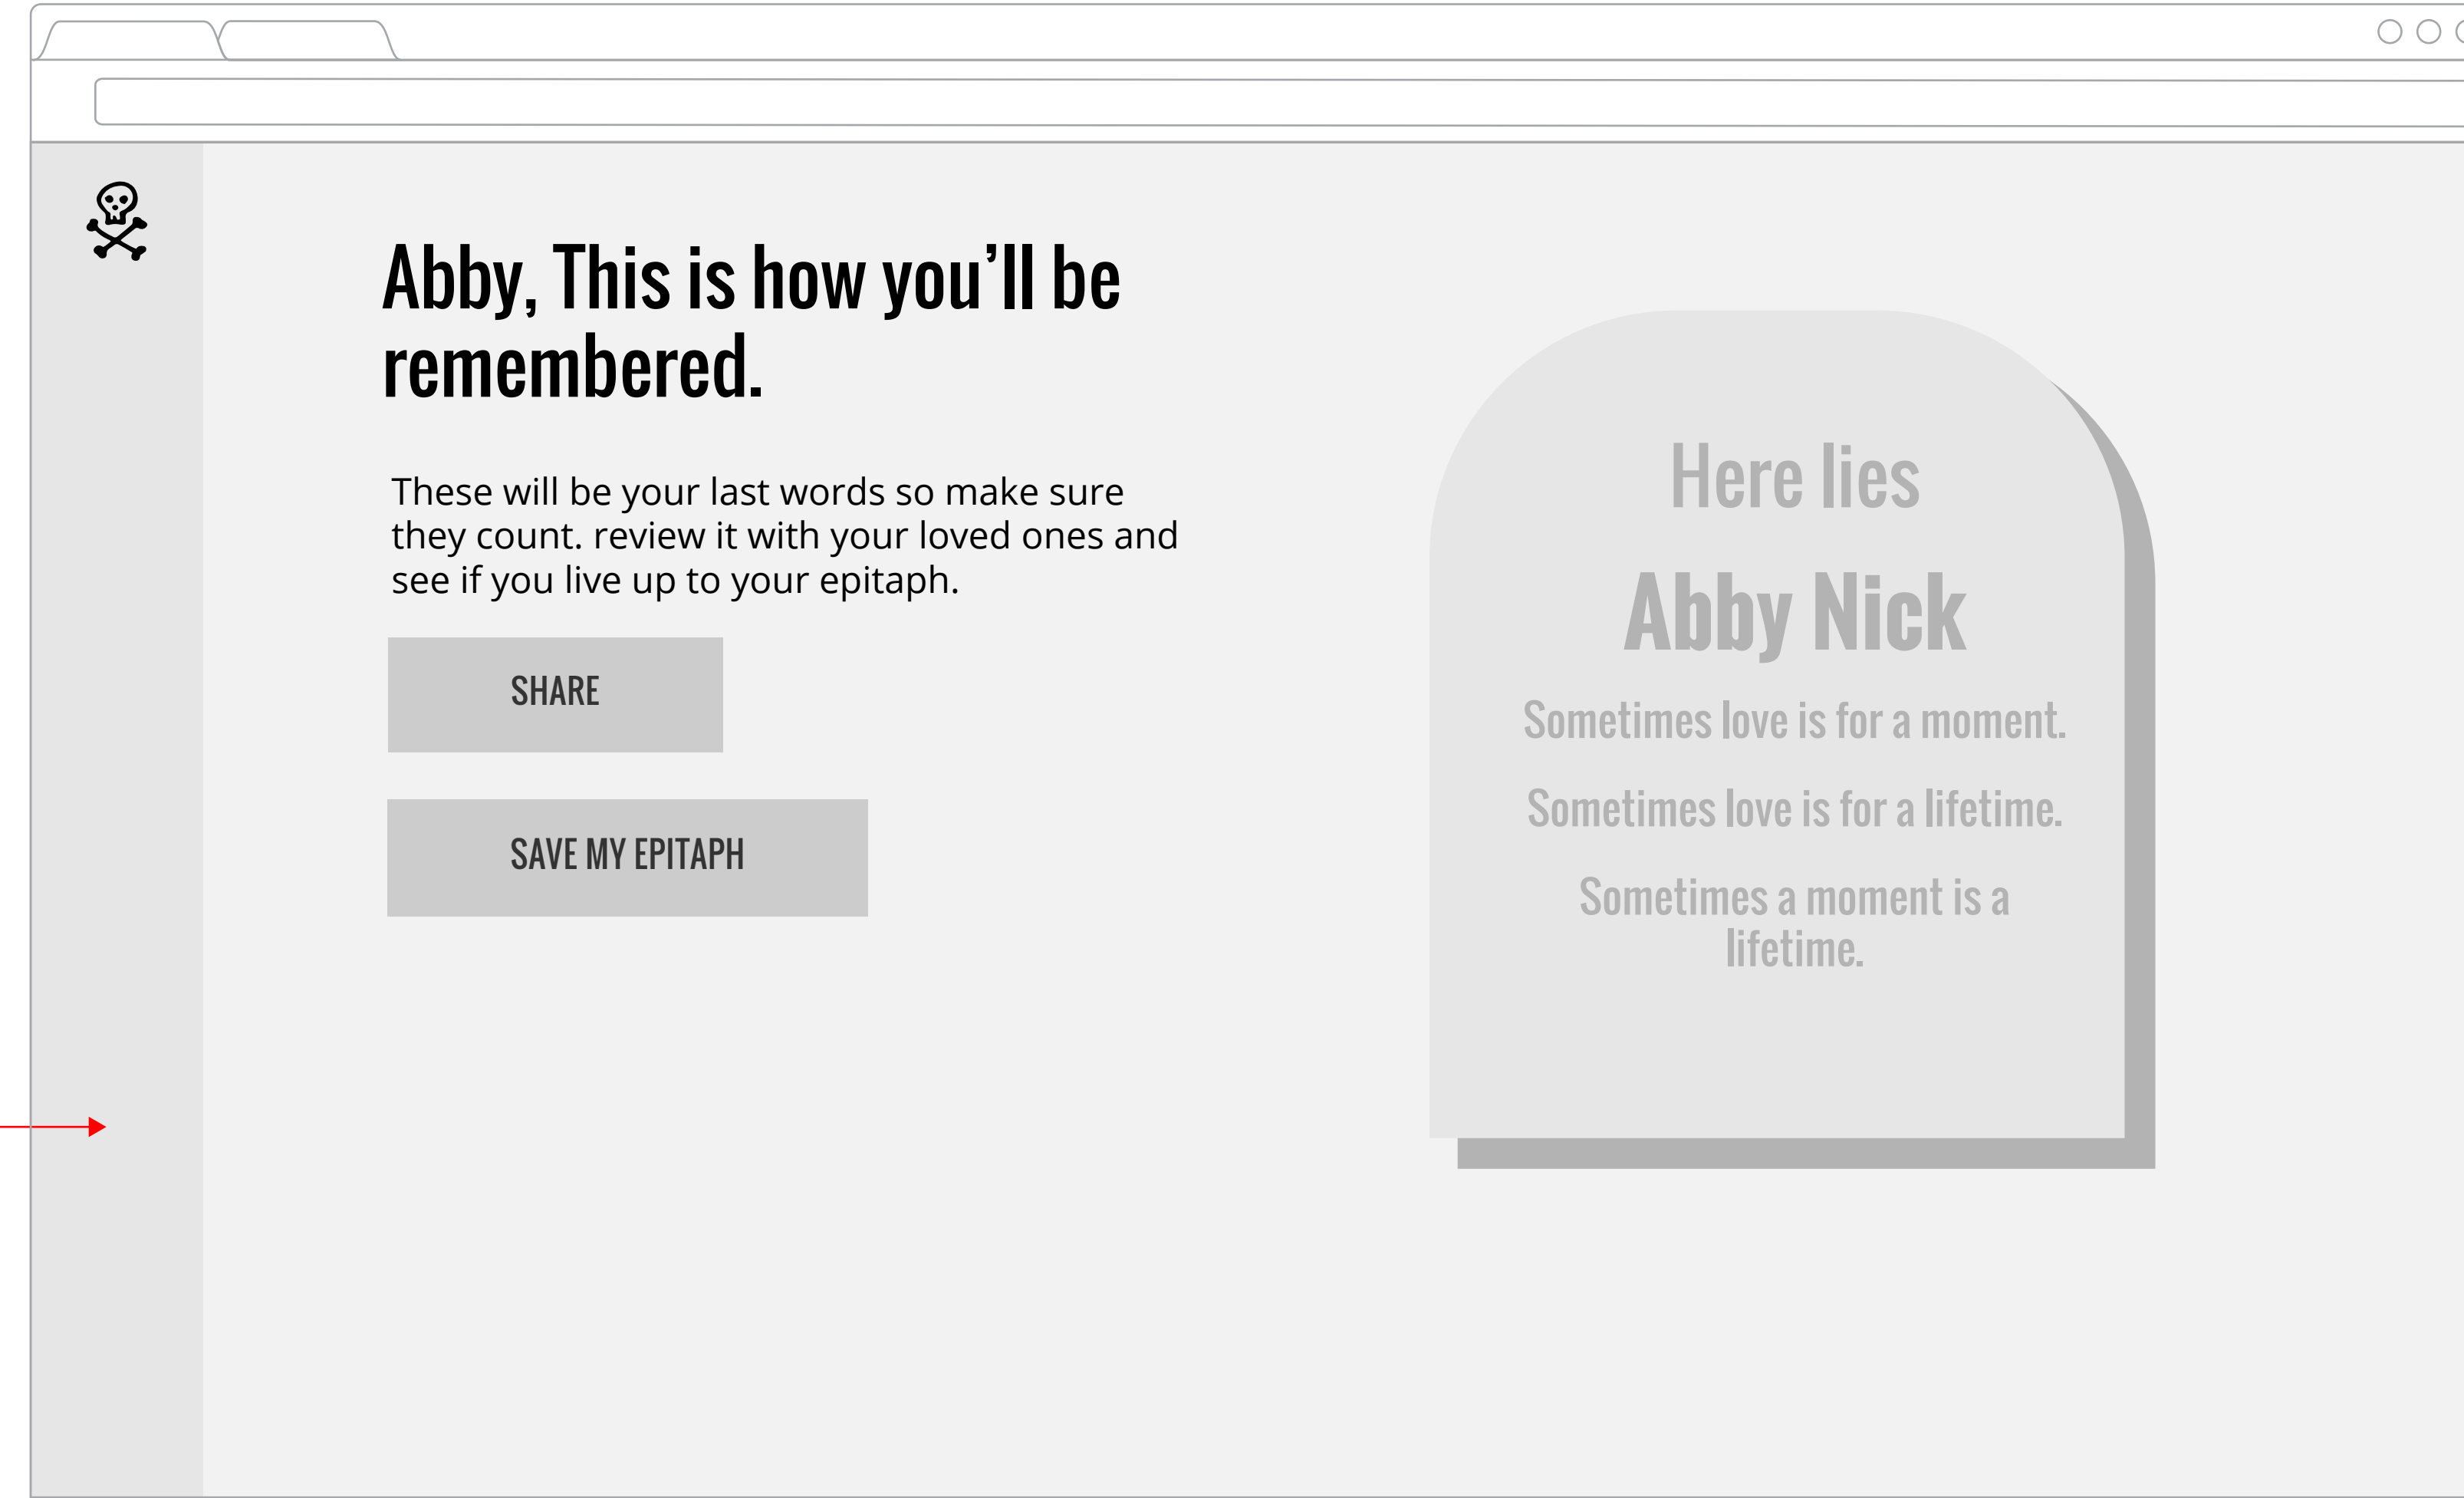 Abby, This is how you’ll be
remembered.
These will be your last words so make sure
they count. review it with your loved ones and
see if you live up to your epitaph.
SHARE
SAVE MY EPITAPH
Here lies
Abby Nick
Sometimes love is for a moment.
Sometimes love is for a lifetime.
Sometimes a moment is a
lifetime.